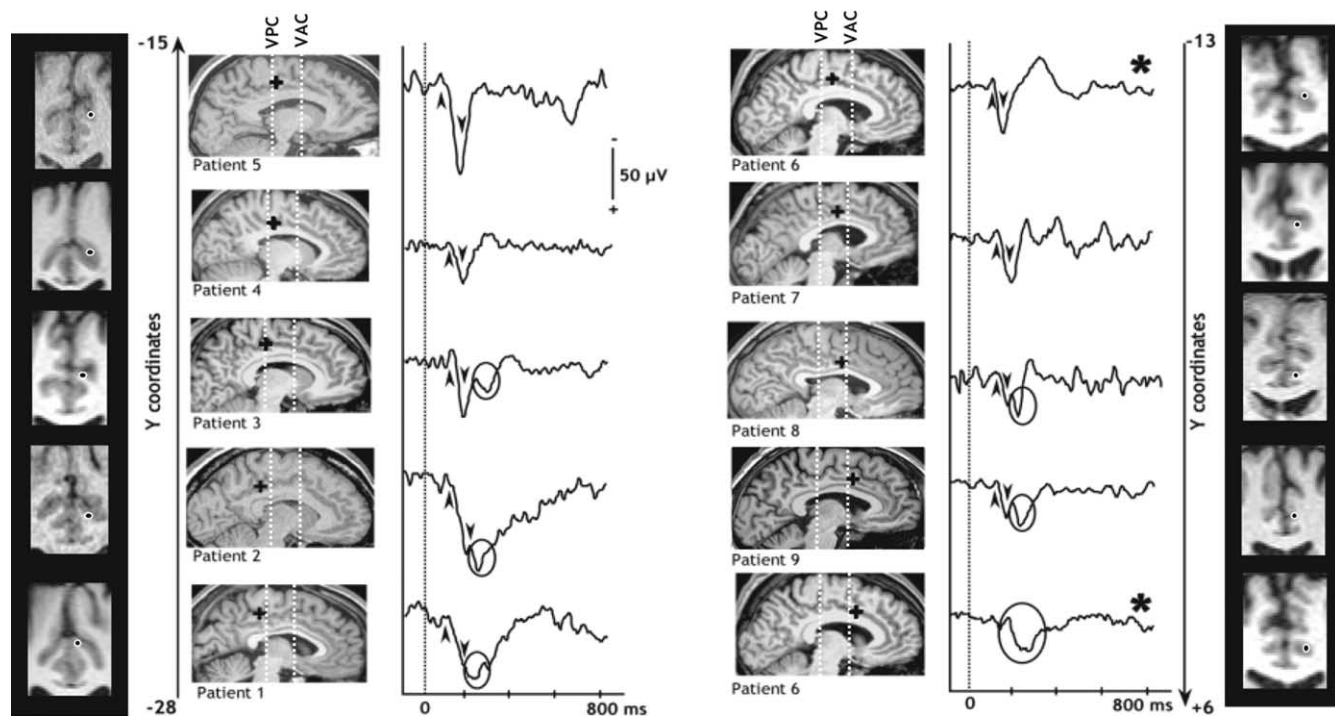 VPC
VAC
VPC
VAC
-15
-13
*
Patient 5
-
50 µV
+
Patient 6
Patient 4
Patient 7
Y coordinates
Y coordinates
Patient 3
Patient 8
Patient 2
Patient 9
*
Patient 1
Patient 6
-28
0
800 ms
0
800 ms
+6